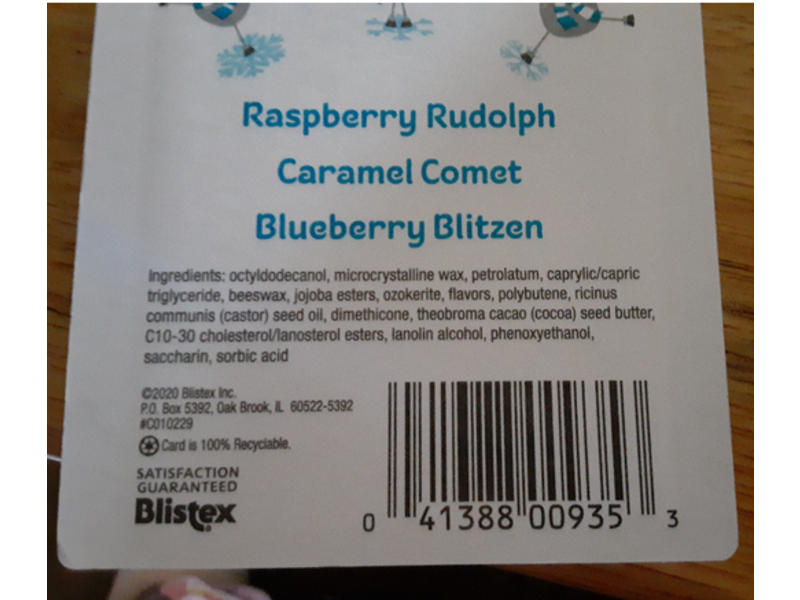 Raspberry Rudolph
Caramel Comet
Blueberry Blitzen
Ingredients: octyldodecanol, microcrystalline wax, petrolatum, caprylic/capric
triglyceride, beeswax, jojoba esters, ozokerite, flavors, polybutene, ricinus
communis (castor) seed oil, dimethicone, theobroma cacao (cocoa) seed butter,
C10-30 cholesterol/lanosterol esters, lanolin alcohol, phenoxyethanol,
saccharin, sorbic acid
©2020 Blistex Inc.
P.O. Box 5392, Oak Brook, IL 60522-5392
#C010229
Card is 100% Recyclable.
SATISFACTION
GUARANTEED
Blistex
0 41388 00935 3